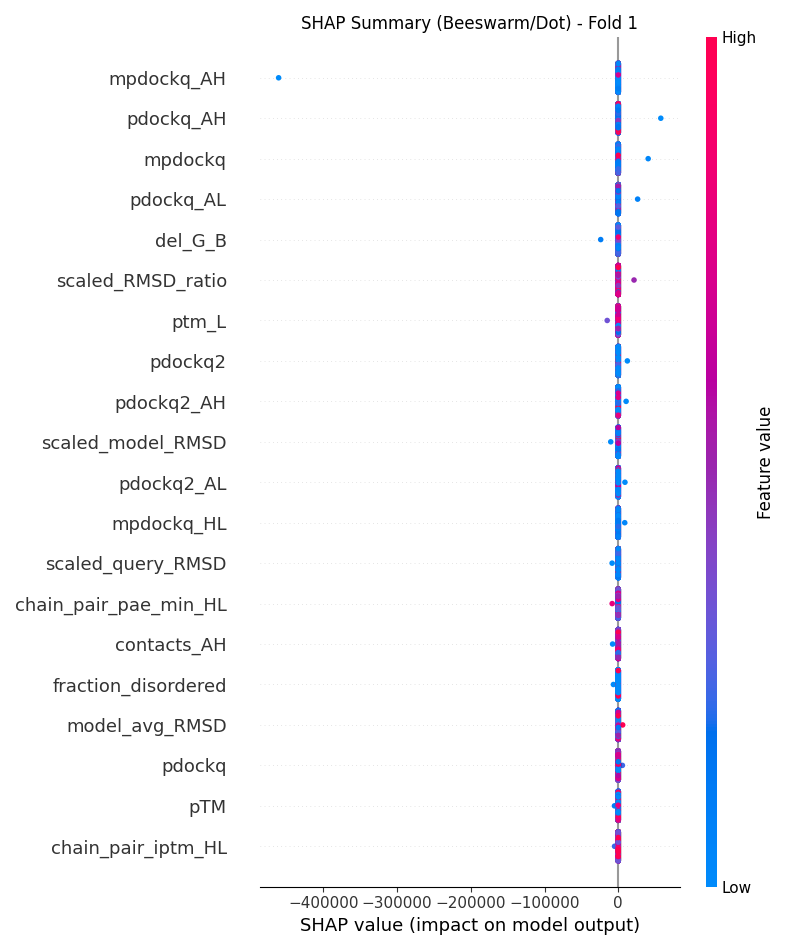 SHAP Summary (Beeswarm/Dot) - Fold 1
High
mpdockq_AH
pdockq_AH
mpdockq
pdockq_AL
del_G_B
scaled_RMSD_ratio
ptm_L
pdockq2
pdockq2_AH
scaled_model_RMSD
pdockq2_AL
mpdockq_HL
scaled_query_RMSD
chain_pair_pae_min_HL
contacts_AH
fraction_disordered
model_avg_RMSD
pdockq
pTM
chain_pair_iptm_HL
Feature value
Low
−400000 −300000 −200000 −100000 0
SHAP value (impact on model output)